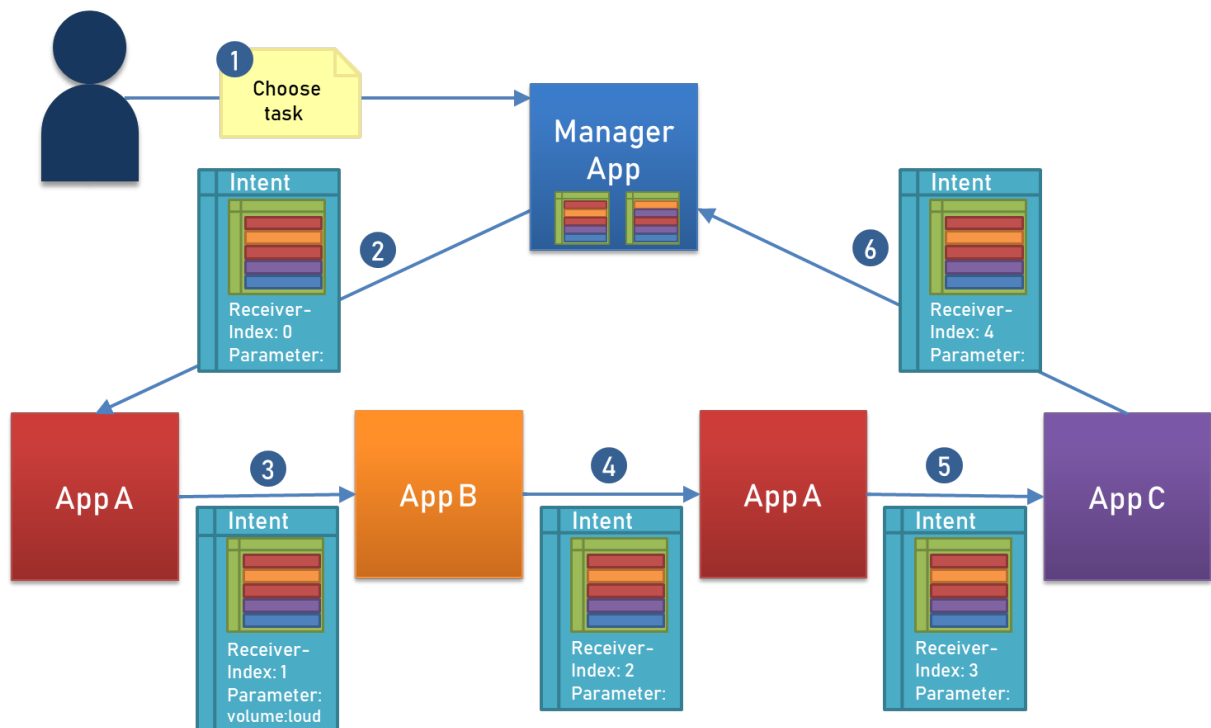 1
Choose
task
Manager
App
Intent
Receiver-
Index: 0
Parameter:
2
Intent
Receiver-
Index: 4
Parameter:
6
App A
3
App B
4
App A
5
App C
Intent
Receiver-
Index: 1
Parameter:
volume:loud
Intent
Receiver-
Index: 2
Parameter:
Intent
Receiver-
Index: 3
Parameter: